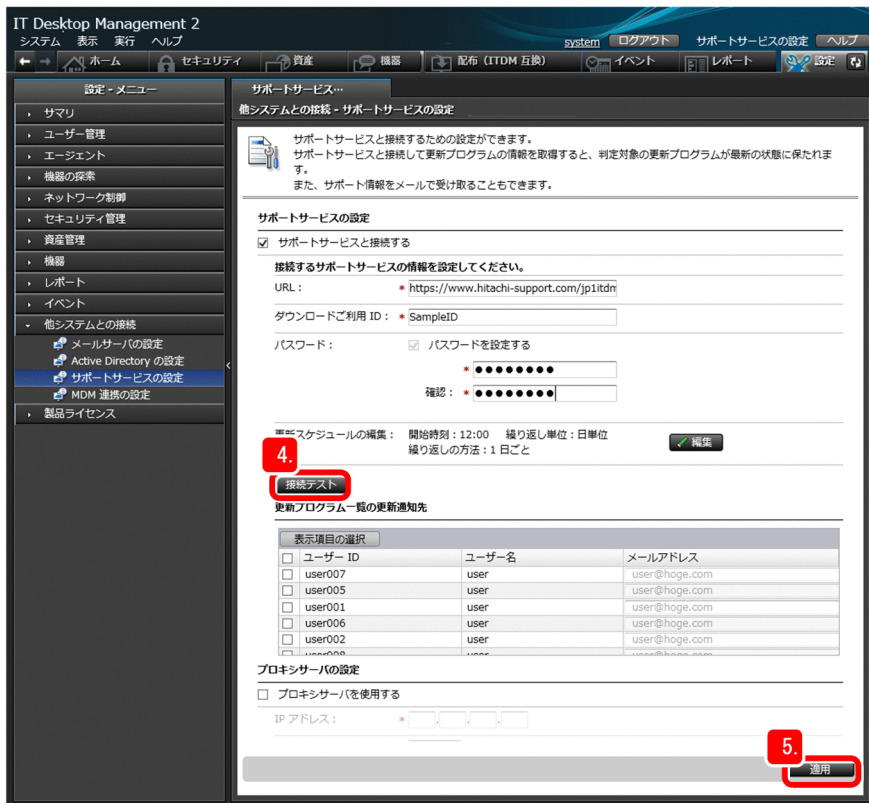 IT Desktop Management 2
システム 表示 実行 ヘルプ
system ログアウト サポートサービスの設定 ヘルプ
ホーム セキュリティ 資産 機器 配布 (ITDM 互換) イベント レポート 設定
設定 - メニュー
サマリ
ユーザー管理
エージェント
機器の探索
ネットワーク制御
セキュリティ管理
資産管理
機器
レポート
イベント
他システムとの接続
メールサーバの設定
Active Directory の設定
サポートサービスの設定
MDM 連携の設定
製品ライセンス
サポートサービス…
他システムとの接続 - サポートサービスの設定
サポートサービスと接続するための設定ができます。
サポートサービスと接続して更新プログラムの情報を取得すると、判定対象の更新プログラムが最新の状態に保たれま
す。
また、サポート情報をメールで受け取ることもできます。
サポートサービスの設定
サポートサービスと接続する
接続するサポートサービスの情報を設定してください。
URL : * https://www.hitachi-support.com/jp1itdm
ダウンロードご利用 ID : * SampleID
パスワード : パスワードを設定する
* ●●●●●●●●
確認 : * ●●●●●●●●
更新スケジュールの編集 : 開始時刻 : 12:00 繰り返し単位 : 日単位
繰り返しの方法 : 1 日ごと
編集
4.
接続テスト
更新プログラム一覧の更新通知先
表示項目の選択
ユーザー ID ユーザー名 メールアドレス
user007 user user@hoge.com
user005 user user@hoge.com
user001 user user@hoge.com
user006 user user@hoge.com
user002 user user@hoge.com
プロキシサーバの設定
プロキシサーバを使用する
IP アドレス : * . . .
5.
適用